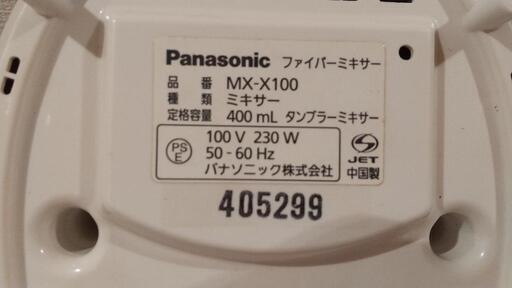 Panasonic ファイバーミキサー
品 番 MX-X100
種 類 ミキサー
定格容量 400 mL タンブラーミキサー
PS
E
100 V 230 W
50 - 60 Hz
パナソニック株式会社
JET
中国製
405299